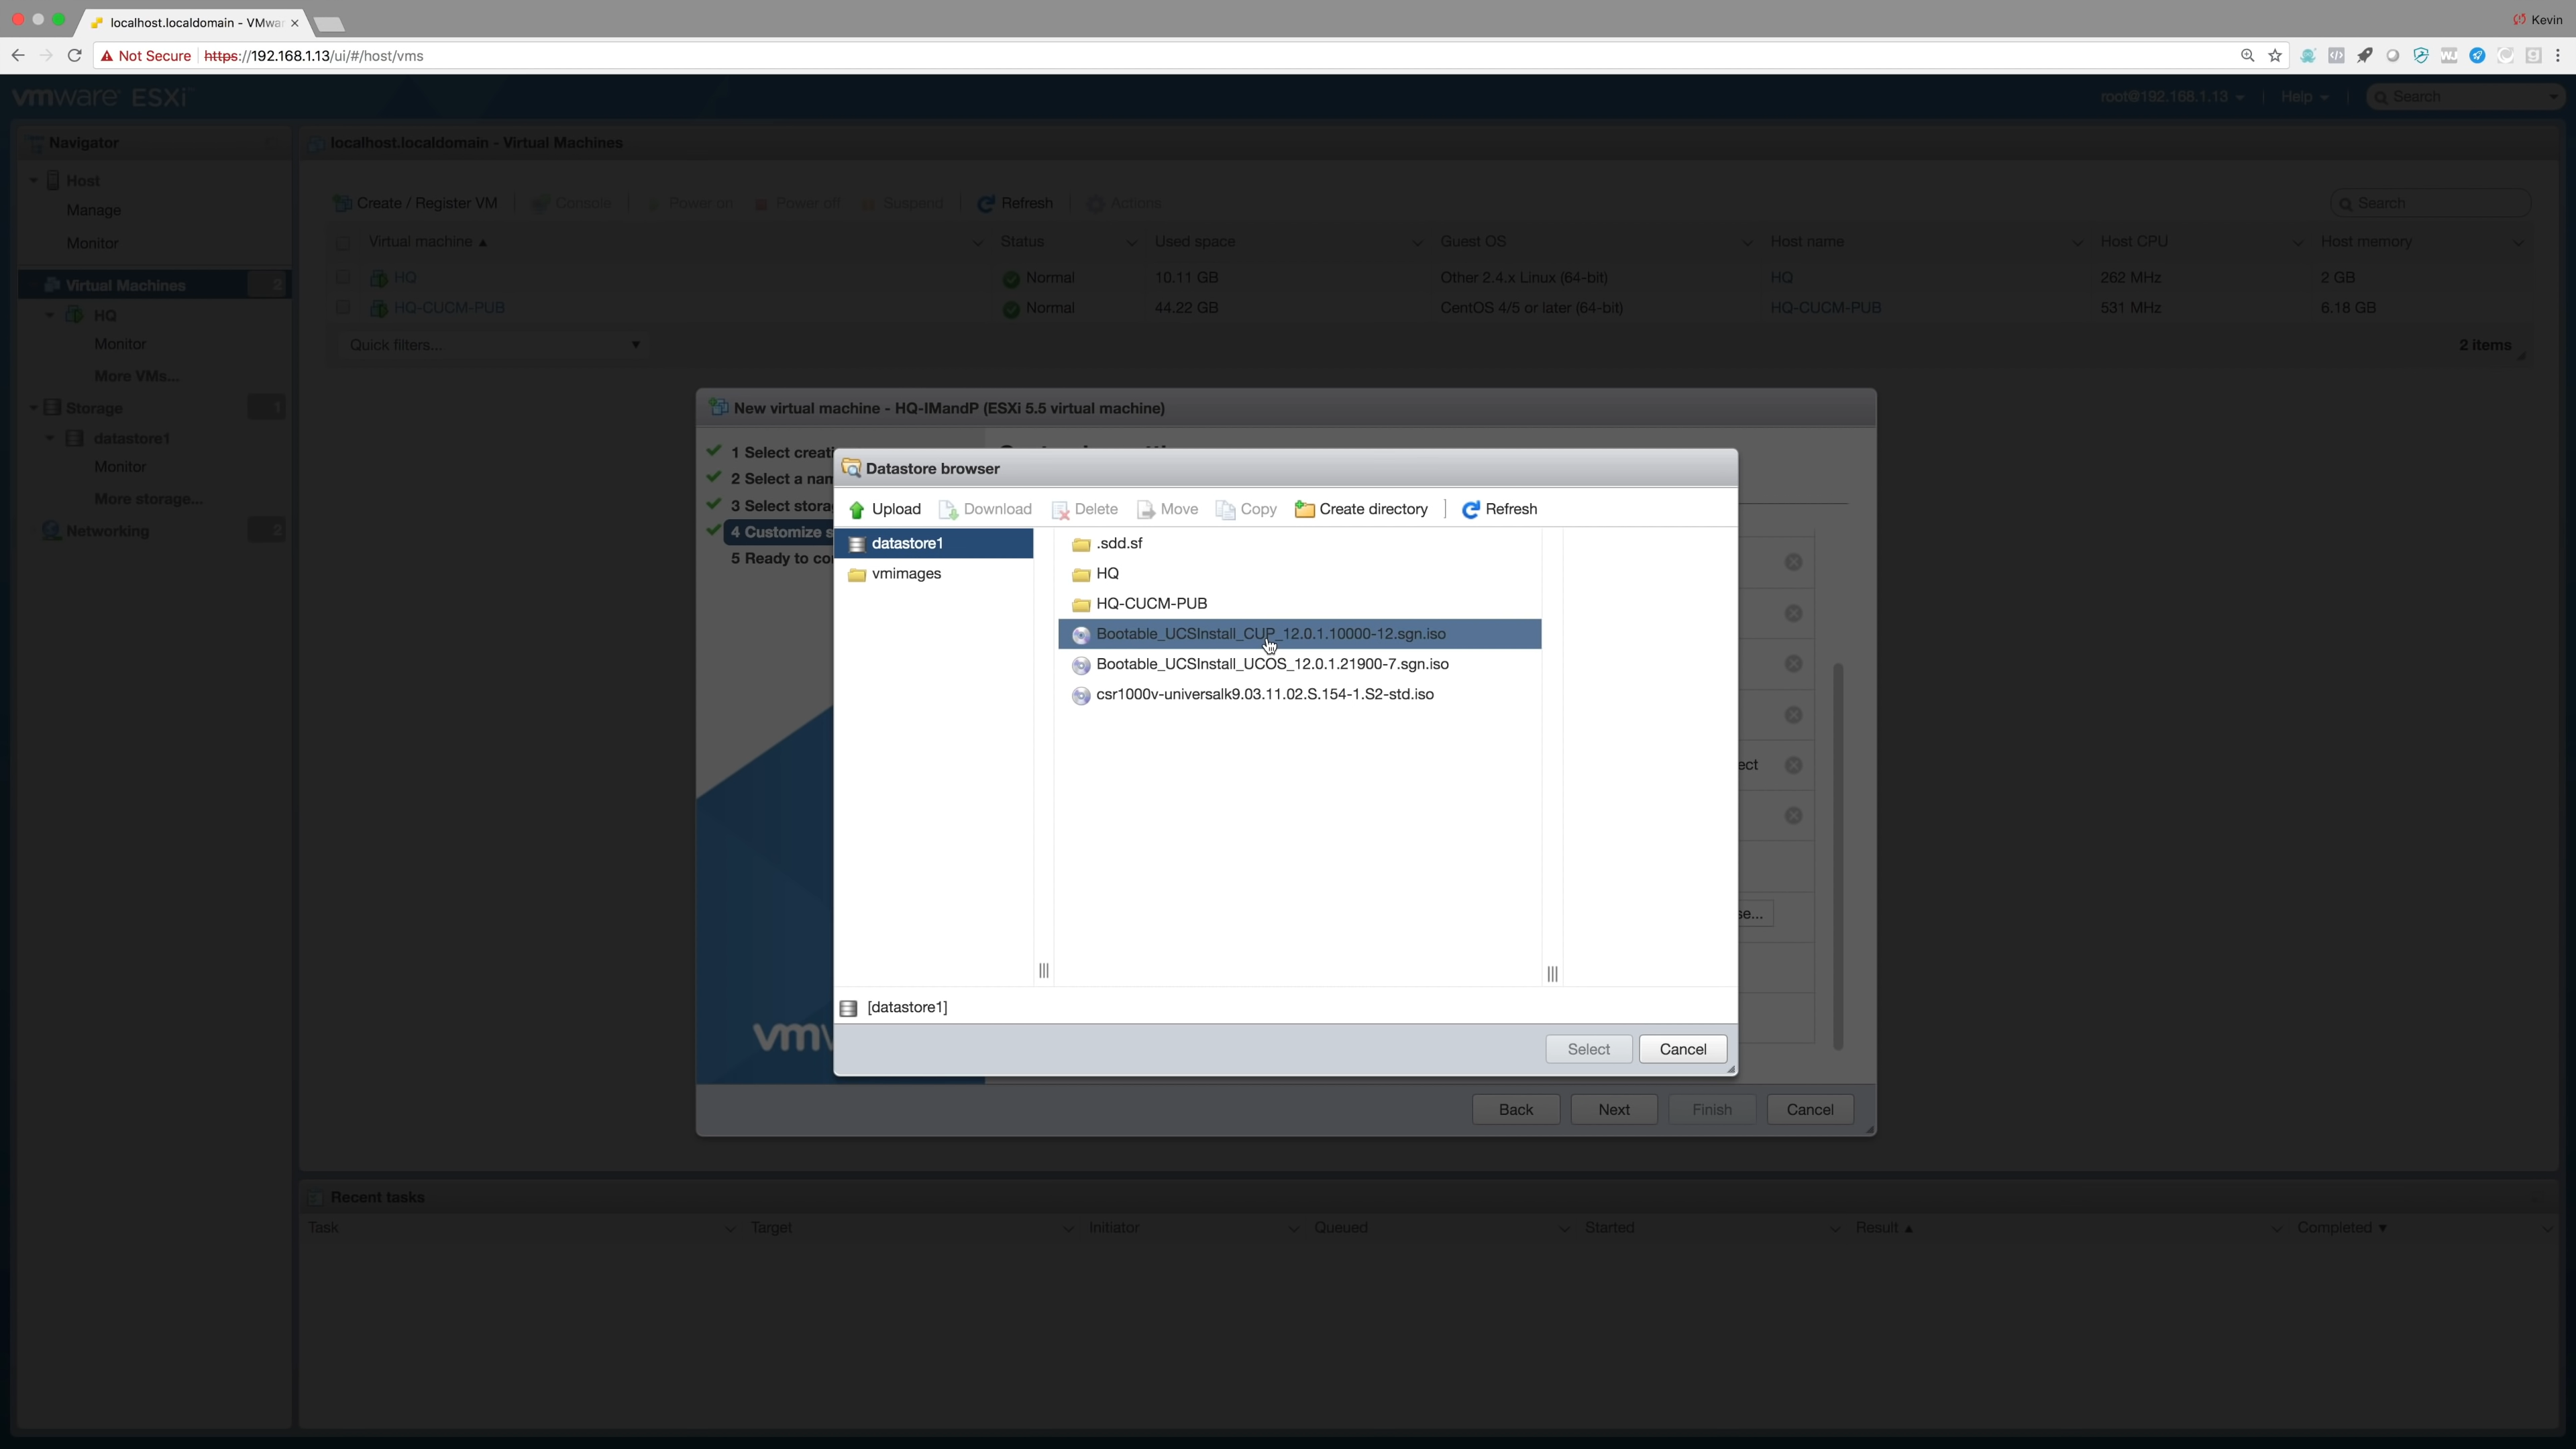 localhost.localdomain - VMwa
Kevin
Not Secure https://192.168.1.13/ui/#/host/vms
vmware ESXi
root@192.168.1.13 Help Search
Navigator
localhost.localdomain - Virtual Machines
Host
Manage
Monitor
Virtual Machines 2
HQ
Monitor
More VMs...
Storage 1
datastore1
Monitor
More storage...
Networking 2
Create / Register VM Console Power on Power off Suspend Refresh Actions Search
Virtual machine ▲ Status Used space Guest OS Host name Host CPU Host memory
HQ Normal 10.11 GB Other 2.4.x Linux (64-bit) HQ 262 MHz 2 GB
HQ-CUCM-PUB Normal 44.22 GB CentOS 4/5 or later (64-bit) HQ-CUCM-PUB 531 MHz 6.18 GB
Quick filters... 2 items
New virtual machine - HQ-IMandP (ESXi 5.5 virtual machine)
1 Select creati
2 Select a nam
3 Select stora
4 Customize s
5 Ready to co
Datastore browser
Upload Download Delete Move Copy Create directory Refresh
datastore1
vmimages
.sdd.sf
HQ
HQ-CUCM-PUB
Bootable_UCSInstall_CUP_12.0.1.10000-12.sgn.iso
Bootable_UCSInstall_UCOS_12.0.1.21900-7.sgn.iso
csr1000v-universalk9.03.11.02.S.154-1.S2-std.iso
ect
se...
[datastore1]
Select Cancel
vm
Back Next Finish Cancel
Recent tasks
Task Target Initiator Queued Started Result ▲ Completed ▼